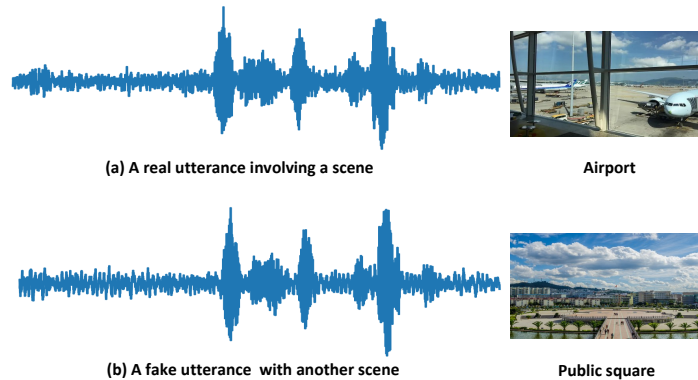 (a) A real utterance involving a scene
Airport
(b) A fake utterance with another scene
Public square